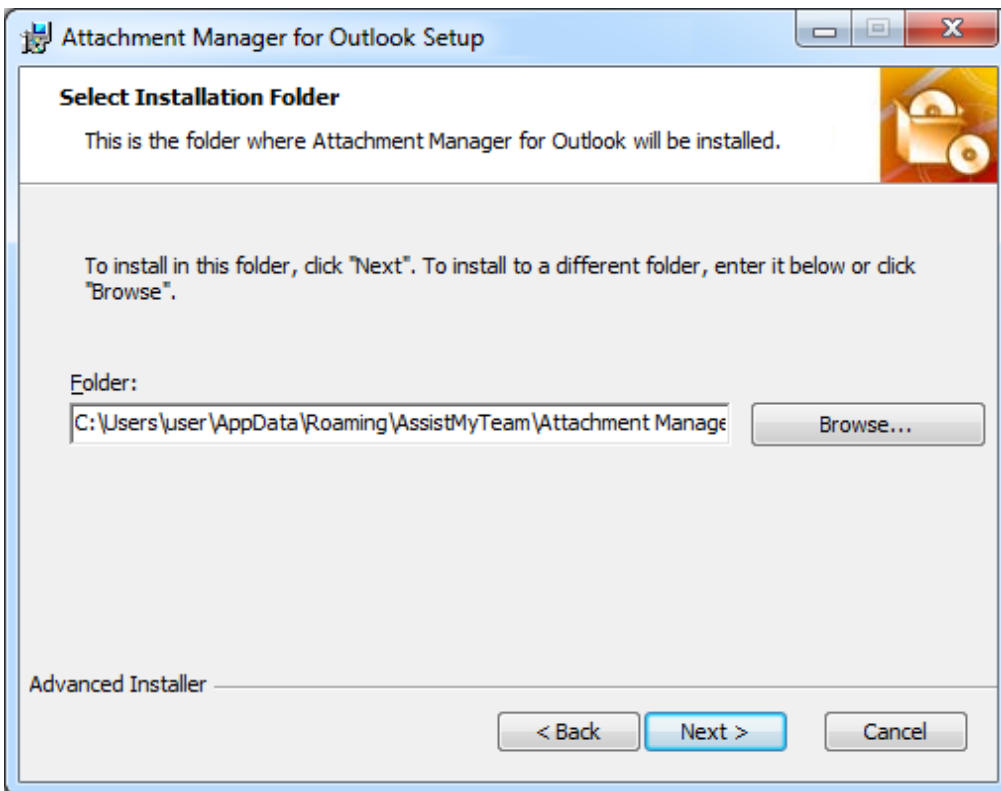 Attachment Manager for Outlook Setup
Select Installation Folder
This is the folder where Attachment Manager for Outlook will be installed.
To install in this folder, click "Next". To install to a different folder, enter it below or click
"Browse".
Folder:
C:\Users\user\AppData\Roaming\AssistMyTeam\Attachment Manage
Browse...
Advanced Installer
< Back
Next >
Cancel